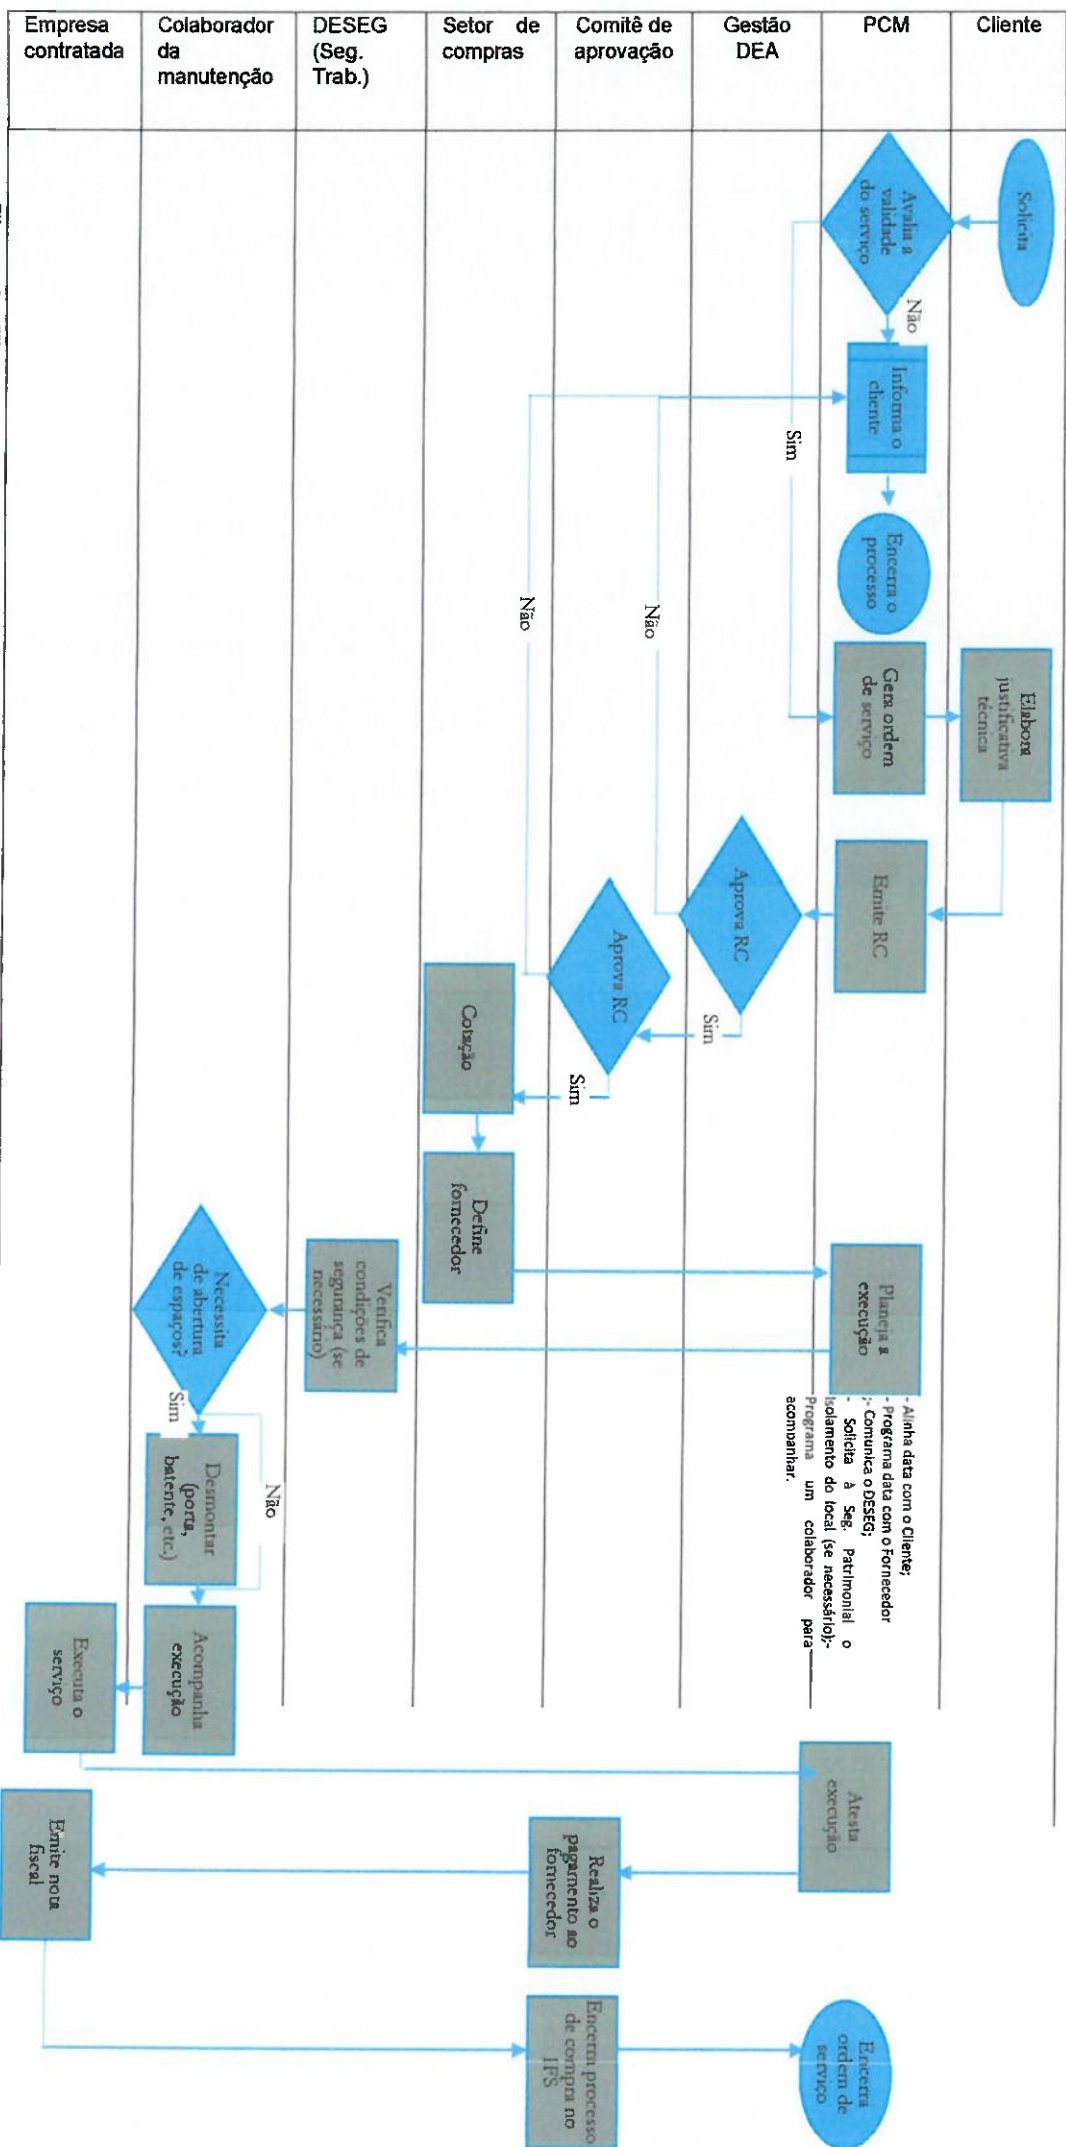 Empresa
contratada
Colaborador
da
manutenção
DESEG
(Seg.
Trab.)
Setor de
compras
Comitê de
aprovação
Gestão
DEA
PCM
Cliente
Solicita
Avalia a
validade
do serviço
Não
Sim
Informa o
cliente
Encerra o
processo
Gera ordem
de serviço
Elabora
justificativa
técnica
Emite RC
Aprova RC
Não
Sim
Aprova RC
Não
Sim
Cotação
Define
fornecedor
Planeja a
execução
- Alinha data com o Cliente;
- Programa data com o Fornecedor
;- Comunica o DESEG;
- Solicita à Seg. Patrimonial o
isolamento do local (se necessário);-
Programa um colaborador para
acompanhar.
Verifica
condições de
segurança (se
necessário)
Necessita
de abertura
de espaços?
Sim
Não
Desmontar
(porta,
batente, etc.)
Acompanha
execução
Executa o
serviço
Atesta
execução
Realiza o
pagamento ao
fornecedor
Emite nota
fiscal
Encerra processo
de compra no
IFS
Encerra
ordem de
serviço